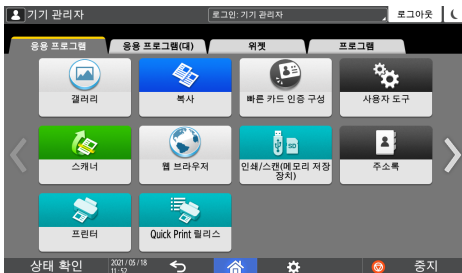 기기 관리자
로그인: 기기 관리자
로그아웃
응용 프로그램
응용 프로그램(대)
위젯
프로그램
갤러리
복사
빠른 카드 인증 구성
사용자 도구
스캐너
웹 브라우저
인쇄/스캔(메모리 저장
장치)
주소록
프린터
Quick Print 릴리스
상태 확인
2021/05/18
11:52
중지